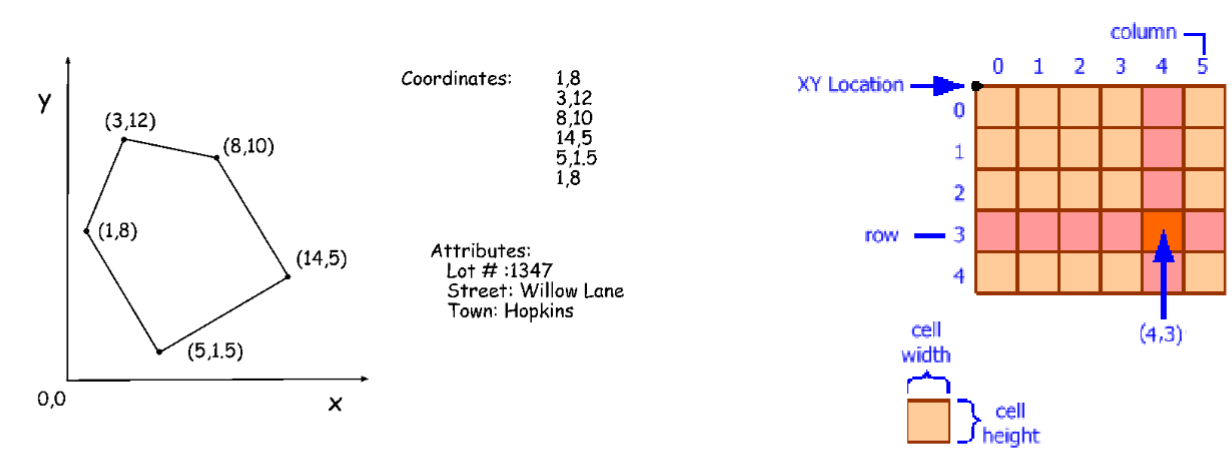 y
(3,12)
(8,10)
(1,8)
(14,5)
(5,1.5)
0,0
x
Coordinates: 1,8
3,12
8,10
14,5
5,1.5
1,8
Attributes:
Lot # :1347
Street: Willow Lane
Town: Hopkins
column
0 1 2 3 4 5
XY Location
0
1
2
row 3
4
(4,3)
cell
width
cell
height